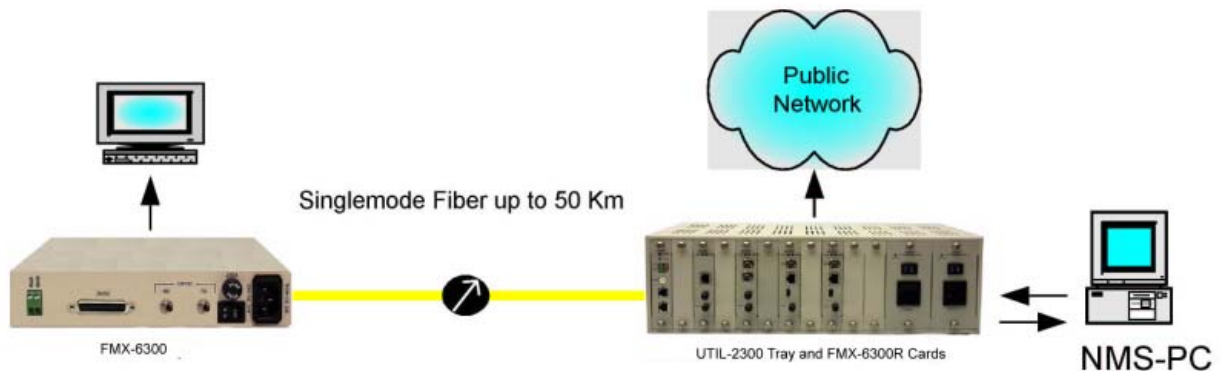 Public
Network
Singlemode Fiber up to 50 Km
FMX-6300
UTIL-2300 Tray and FMX-6300R Cards
NMS-PC